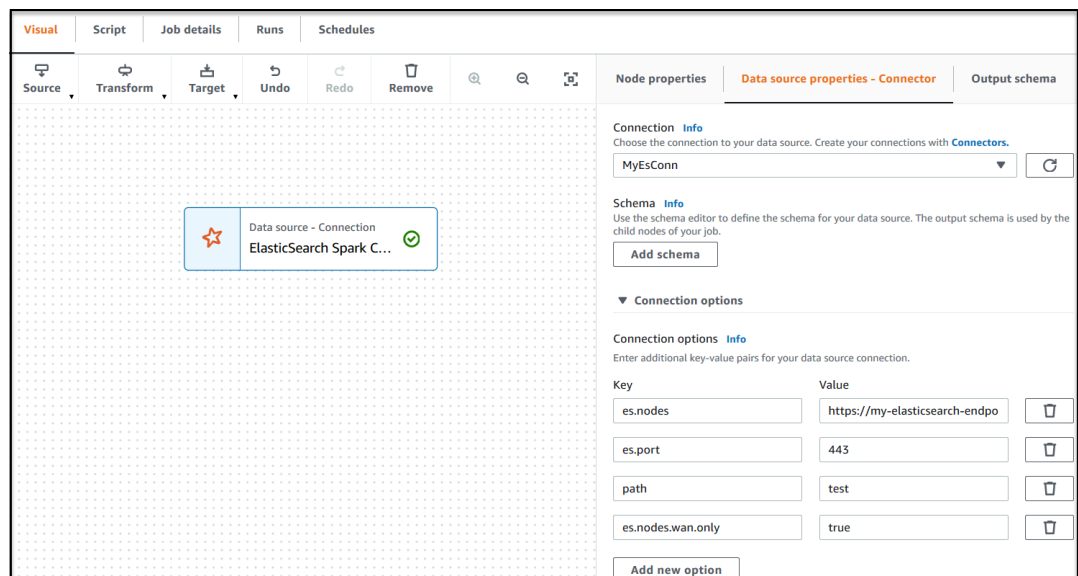 Visual Script Job details Runs Schedules
Source Transform Target Undo Redo Remove
Node properties Data source properties - Connector Output schema
Connection Info
Choose the connection to your data source. Create your connections with Connectors.
MyEsConn
Schema Info
Use the schema editor to define the schema for your data source. The output schema is used by the
child nodes of your job.
Add schema
Data source - Connection
ElasticSearch Spark C...
Connection options
Connection options Info
Enter additional key-value pairs for your data source connection.
Key Value
es.nodes https://my-elasticsearch-endpo
es.port 443
path test
es.nodes.wan.only true
Add new option